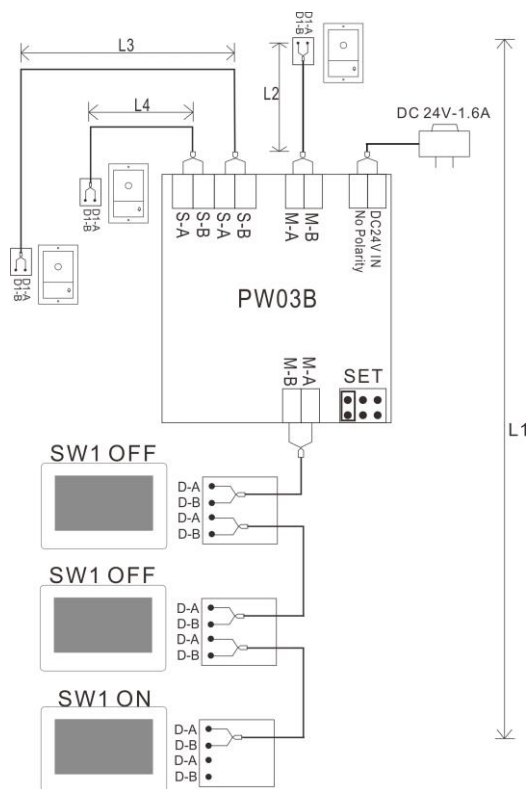 L3
D1-A
D1-B
L2
L4
DC 24V-1.6A
D1-A
D1-B
D1-A
D1-B
S-A
S-B
S-A
S-B
M-A
M-B
No Polarity
DC24V IN
PW03B
M-B
M-A
SET
L1
SW1 OFF
D-A
D-B
D-A
D-B
SW1 OFF
D-A
D-B
D-A
D-B
SW1 ON
D-A
D-B
D-A
D-B